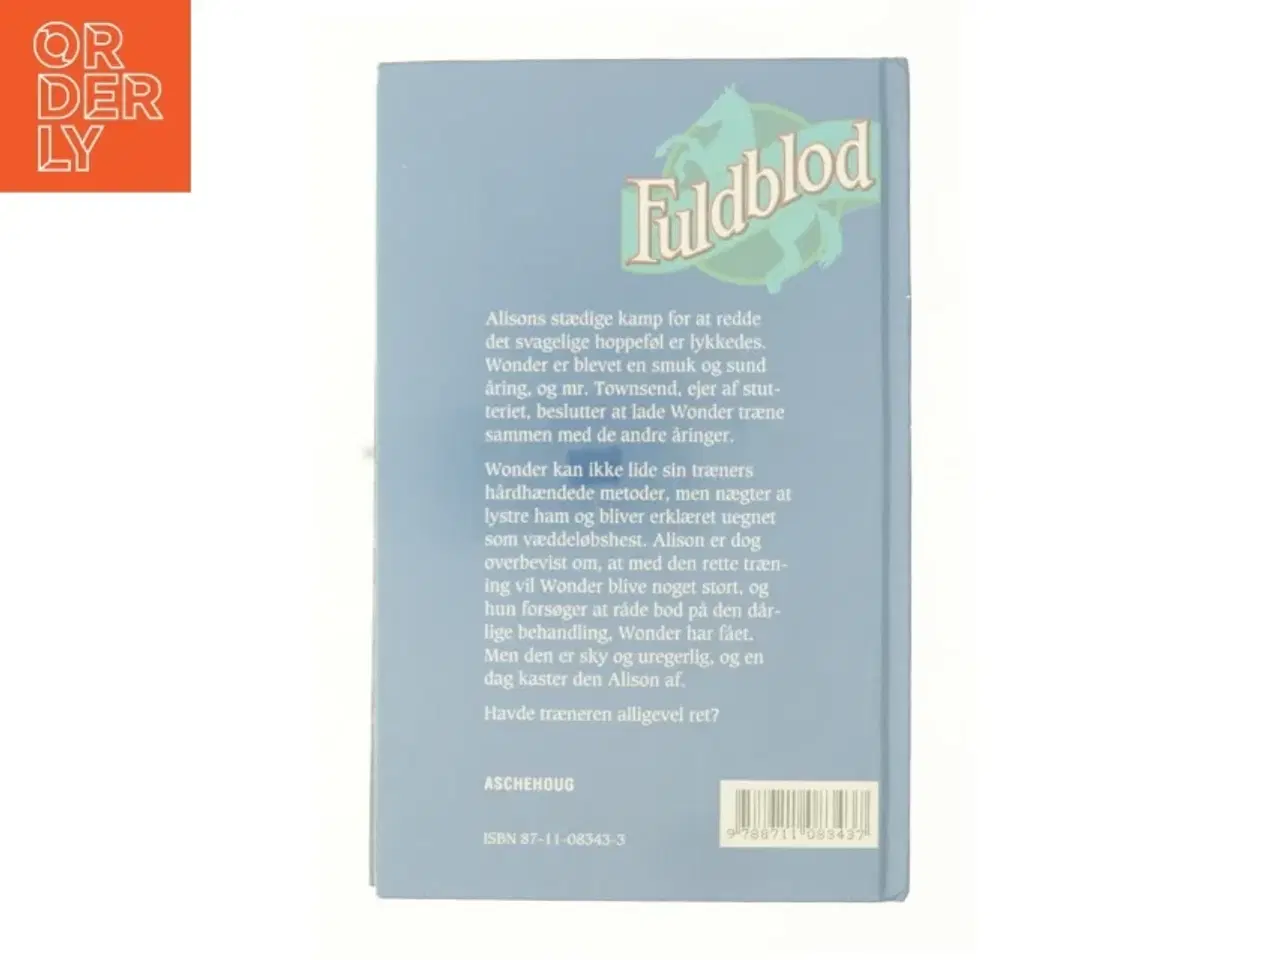 ORDERLY
Fuldblod
Alisons stædige kamp for at redde
det svagelige hoppeføl er lykkedes.
Wonder er blevet en smuk og sund
åring, og mr. Townsend, ejer af stut-
teriet, beslutter at lade Wonder træne
sammen med de andre åringer.
Wonder kan ikke lide sin træners
hårdhændede metoder, men nægter at
lystre ham og bliver erklæret uegnet
som væddeløbshest. Alison er dog
overbevist om, at med den rette træn-
ing vil Wonder blive noget stort, og
hun forsøger at råde bod på den dår-
lige behandling, Wonder har fået.
Men den er sky og uregerlig, og en
dag kaster den Alison af.
Havde træneren alligevel ret?
ASCHEHOUG
ISBN 87-11-08343-3
9 788711 083437